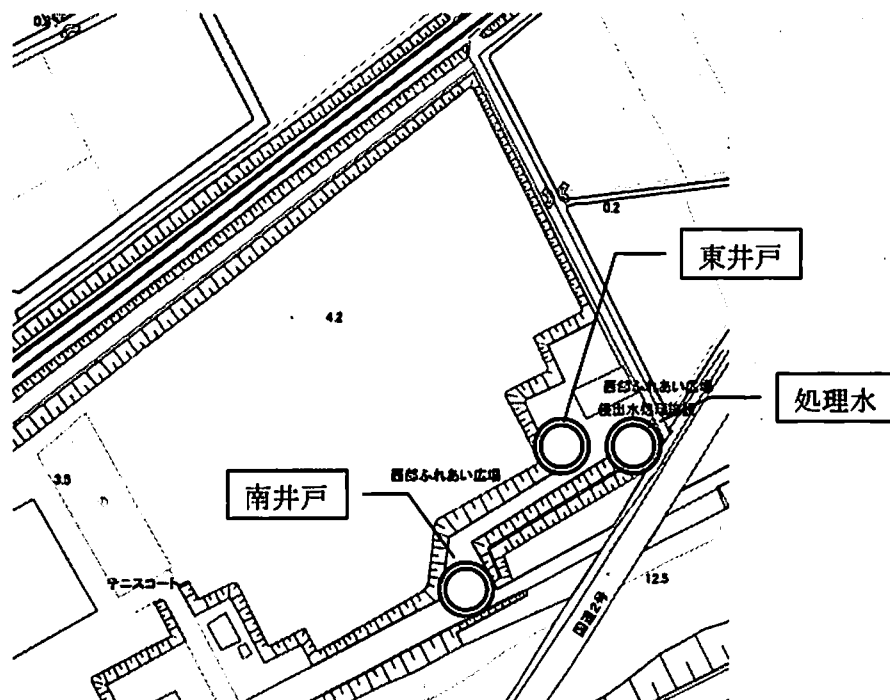 0.2
東井戸
4.2
西部ふれあい広場
浸出水処理施設
処理水
西部ふれあい広場
3.5
南井戸
テニスコート
12.5
国道2号